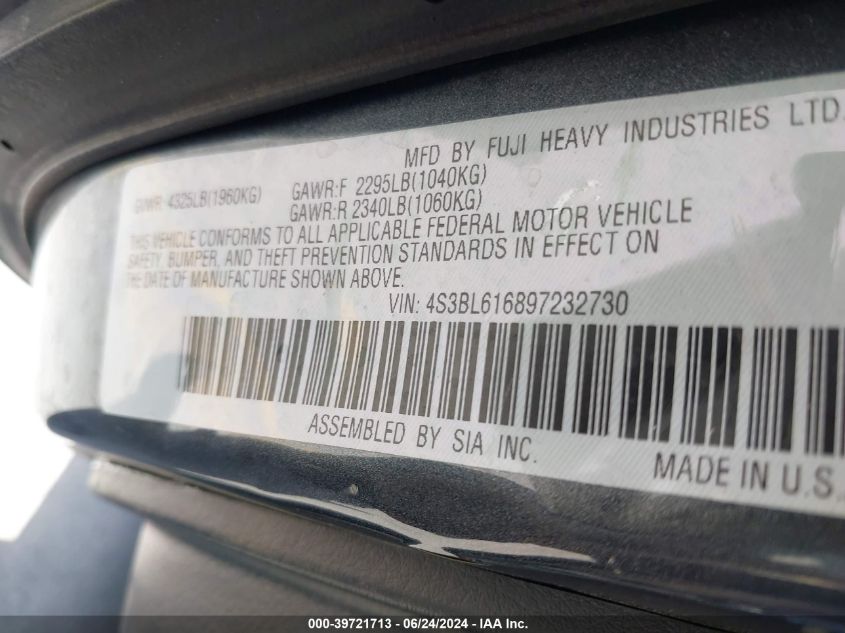 MFD BY FUJI HEAVY INDUSTRIES LTD.
GVWR: 4325LB(1960KG) GAWR:F 2295LB(1040KG)
GAWR:R 2340LB(1060KG)
THIS VEHICLE CONFORMS TO ALL APPLICABLE FEDERAL MOTOR VEHICLE
SAFETY, BUMPER, AND THEFT PREVENTION STANDARDS IN EFFECT ON
THE DATE OF MANUFACTURE SHOWN ABOVE.
VIN: 4S3BL616897232730
ASSEMBLED BY SIA INC.
MADE IN U.S.
000-39721713 - 06/24/2024 - IAA Inc.